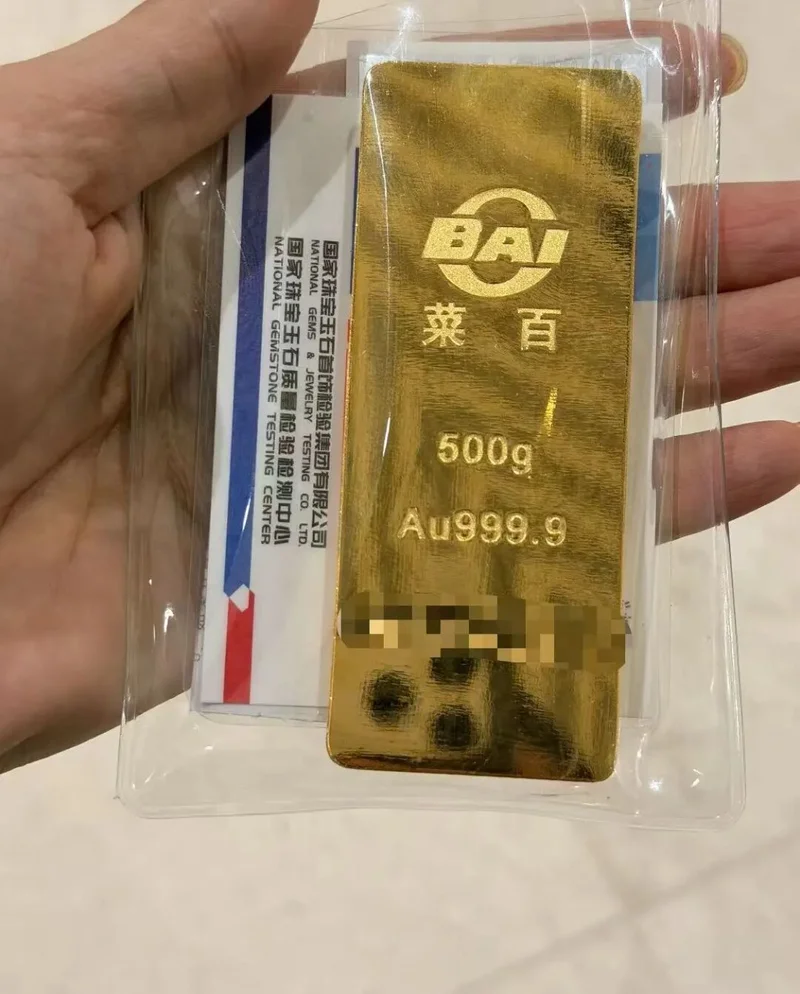 BAI
菜百
500g
Au999.9
国家珠宝玉石首饰检验集团有限公司
NATIONAL GEMS & JEWELRY TESTING CO. LTD.
国家珠宝玉石质量检验检测中心
NATIONAL GEMSTONE TESTING CENTER